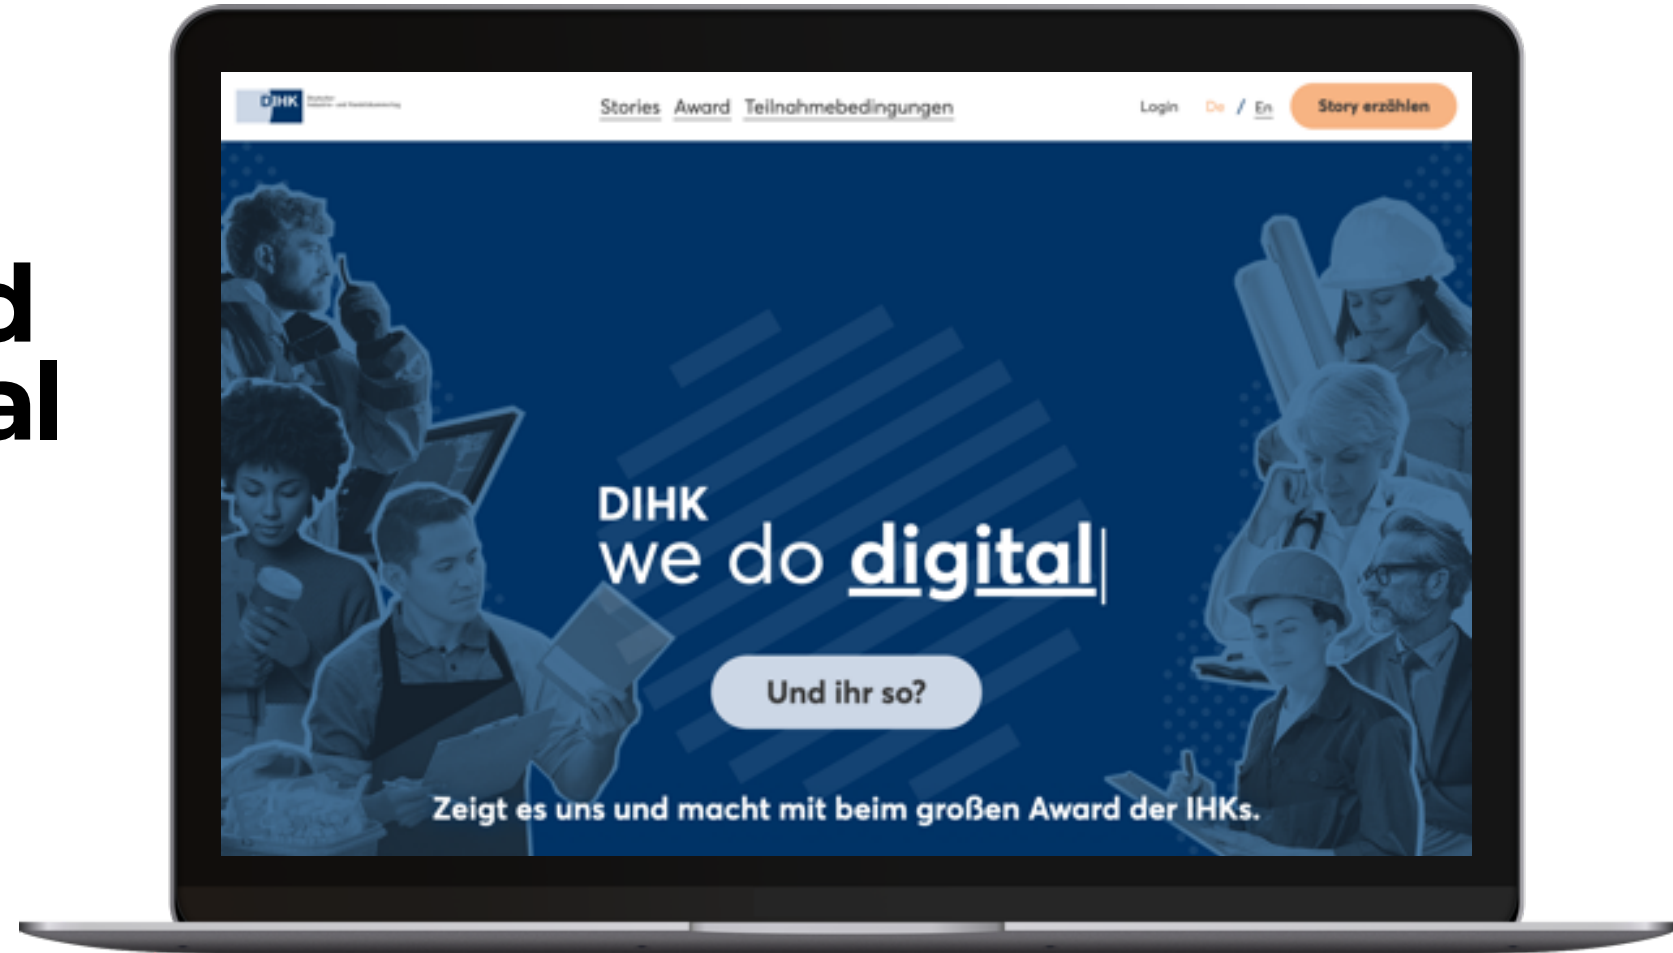 DIHK
Stories Award Teilnahmebedingungen
Login De / En
Story erzählen
d
al
DIHK
we do digital
Und ihr so?
Zeigt es uns und macht mit beim großen Award der IHKs.